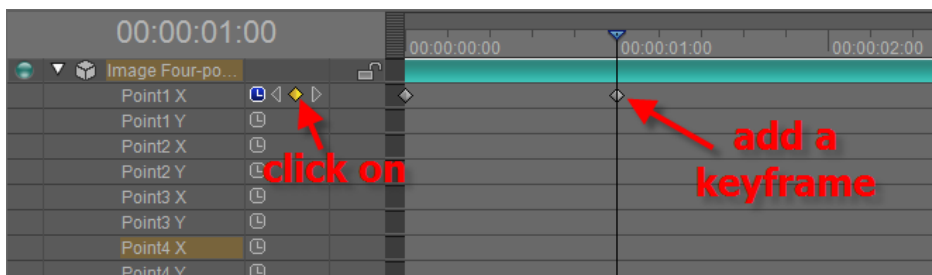 00:00:01:00
00:00:00:00 00:00:01:00 00:00:02:00
Image Four-po...
Point1 X
Point1 Y
Point2 X
Point2 Y
Point3 X
Point3 Y
Point4 X
Point4 Y
click on
add a
keyframe